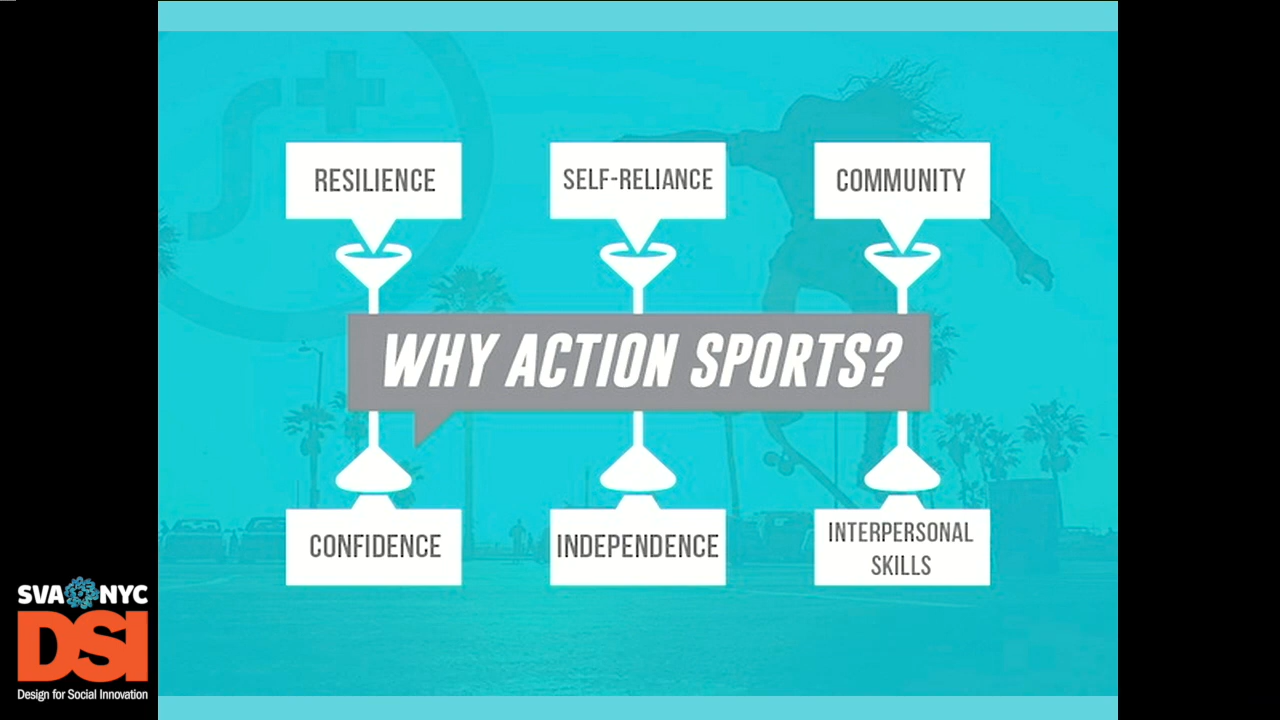 S+
RESILIENCE
SELF-RELIANCE
COMMUNITY
WHY ACTION SPORTS?
CONFIDENCE
INDEPENDENCE
INTERPERSONAL
SKILLS
SVA NYC
DSI
Design for Social Innovation